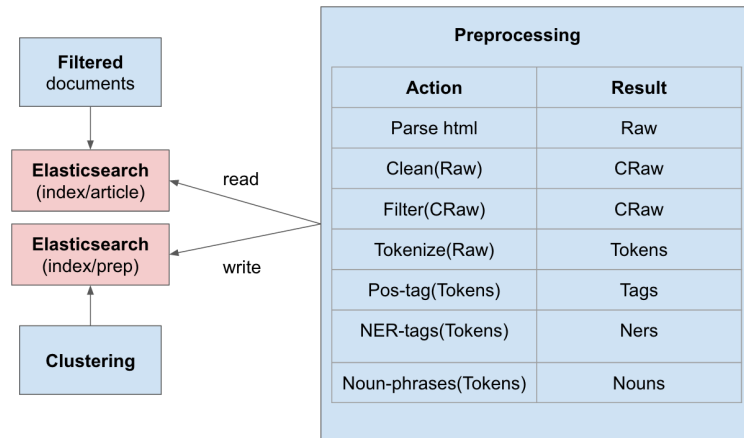 Filtered
documents
Elasticsearch
(index/article)
Elasticsearch
(index/prep)
Clustering
read
write
Preprocessing
Action Result
Parse html Raw
Clean(Raw) CRaw
Filter(CRaw) CRaw
Tokenize(Raw) Tokens
Pos-tag(Tokens) Tags
NER-tags(Tokens) Ners
Noun-phrases(Tokens) Nouns